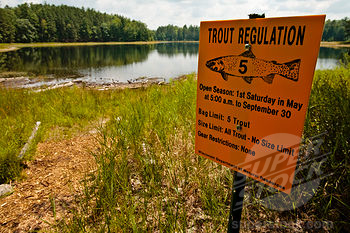 TROUT REGULATION
5
Open Season: 1st Saturday in May
at 5:00 a.m. to September 30
Bag Limit: 5 Trout
Size Limit: All Trout - No Size Limit
Gear Restrictions: None